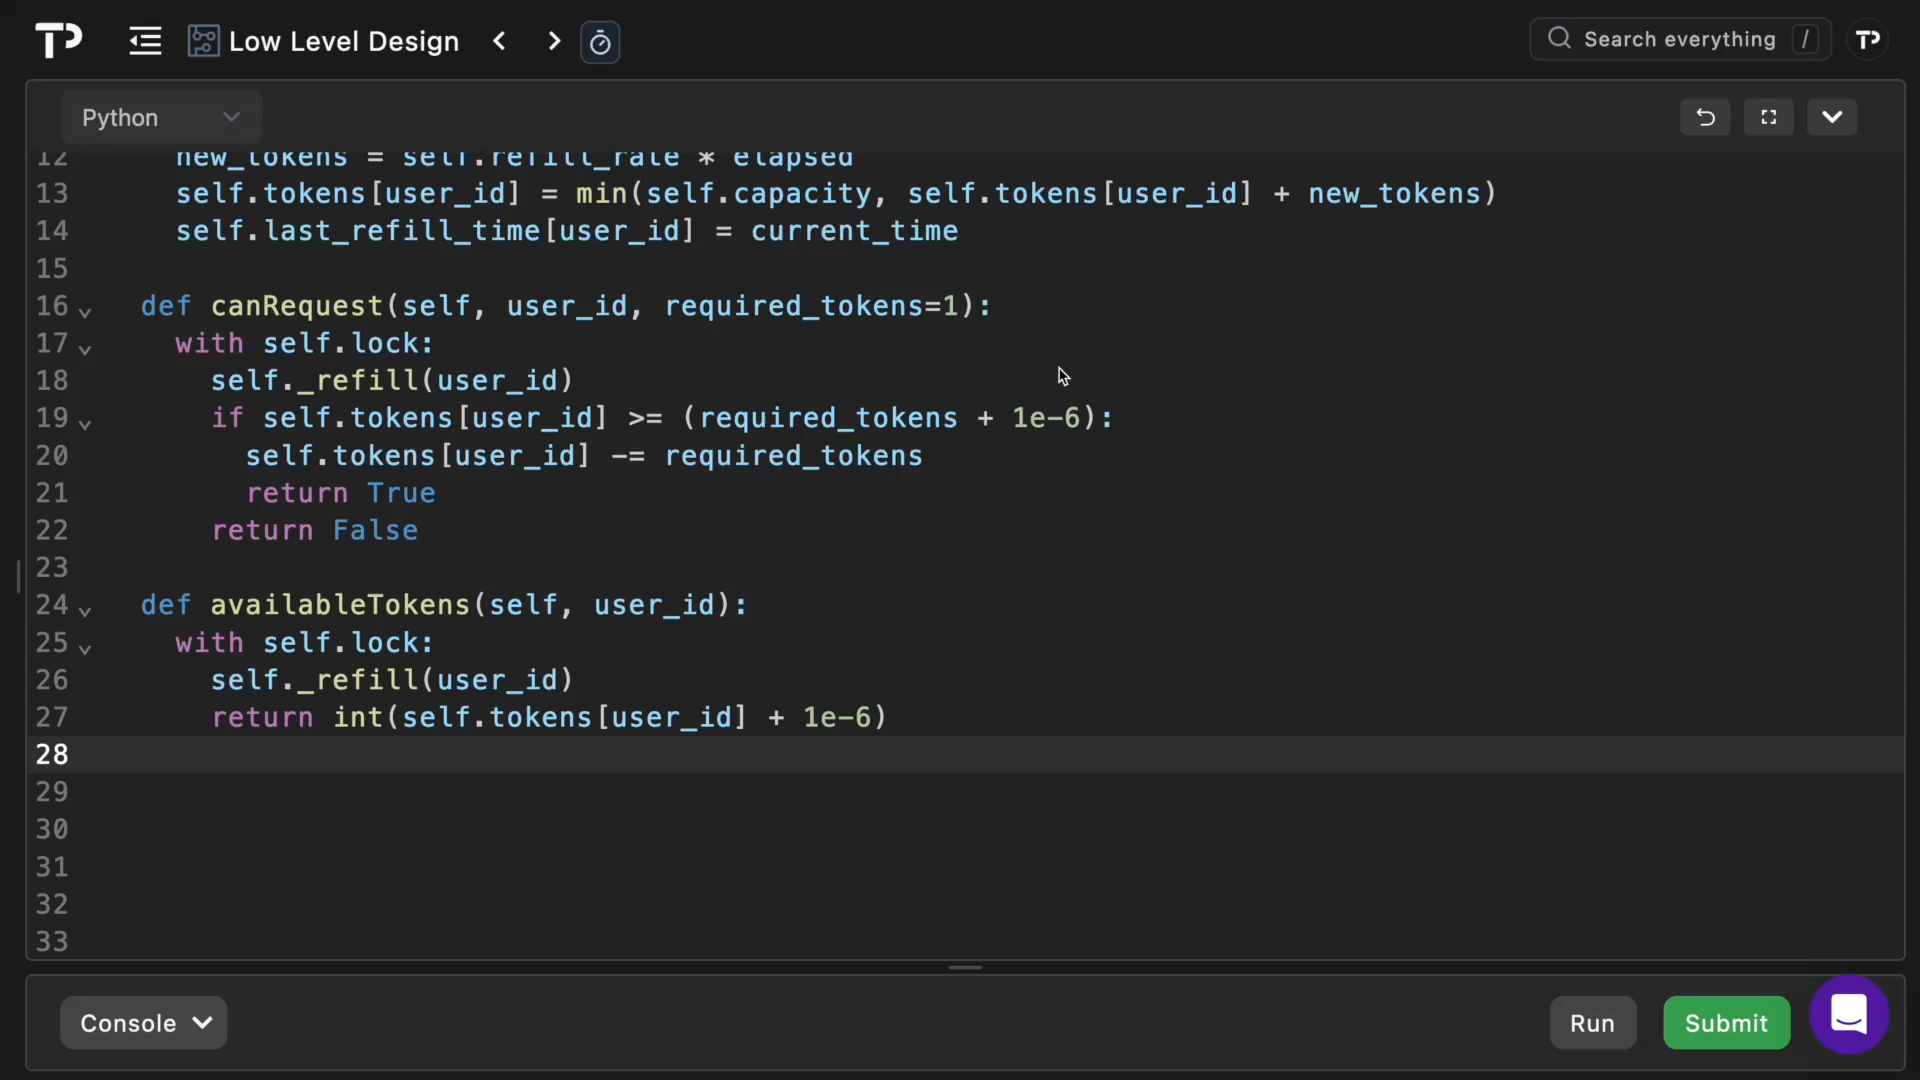 TP Low Level Design Search everything / TP
Python
12 new_tokens = self.refill_rate * elapsed
13 self.tokens[user_id] = min(self.capacity, self.tokens[user_id] + new_tokens)
14 self.last_refill_time[user_id] = current_time
15
16 def canRequest(self, user_id, required_tokens=1):
17 with self.lock:
18 self._refill(user_id)
19 if self.tokens[user_id] >= (required_tokens + 1e-6):
20 self.tokens[user_id] -= required_tokens
21 return True
22 return False
23
24 def availableTokens(self, user_id):
25 with self.lock:
26 self._refill(user_id)
27 return int(self.tokens[user_id] + 1e-6)
28
29
30
31
32
33
Console Run Submit